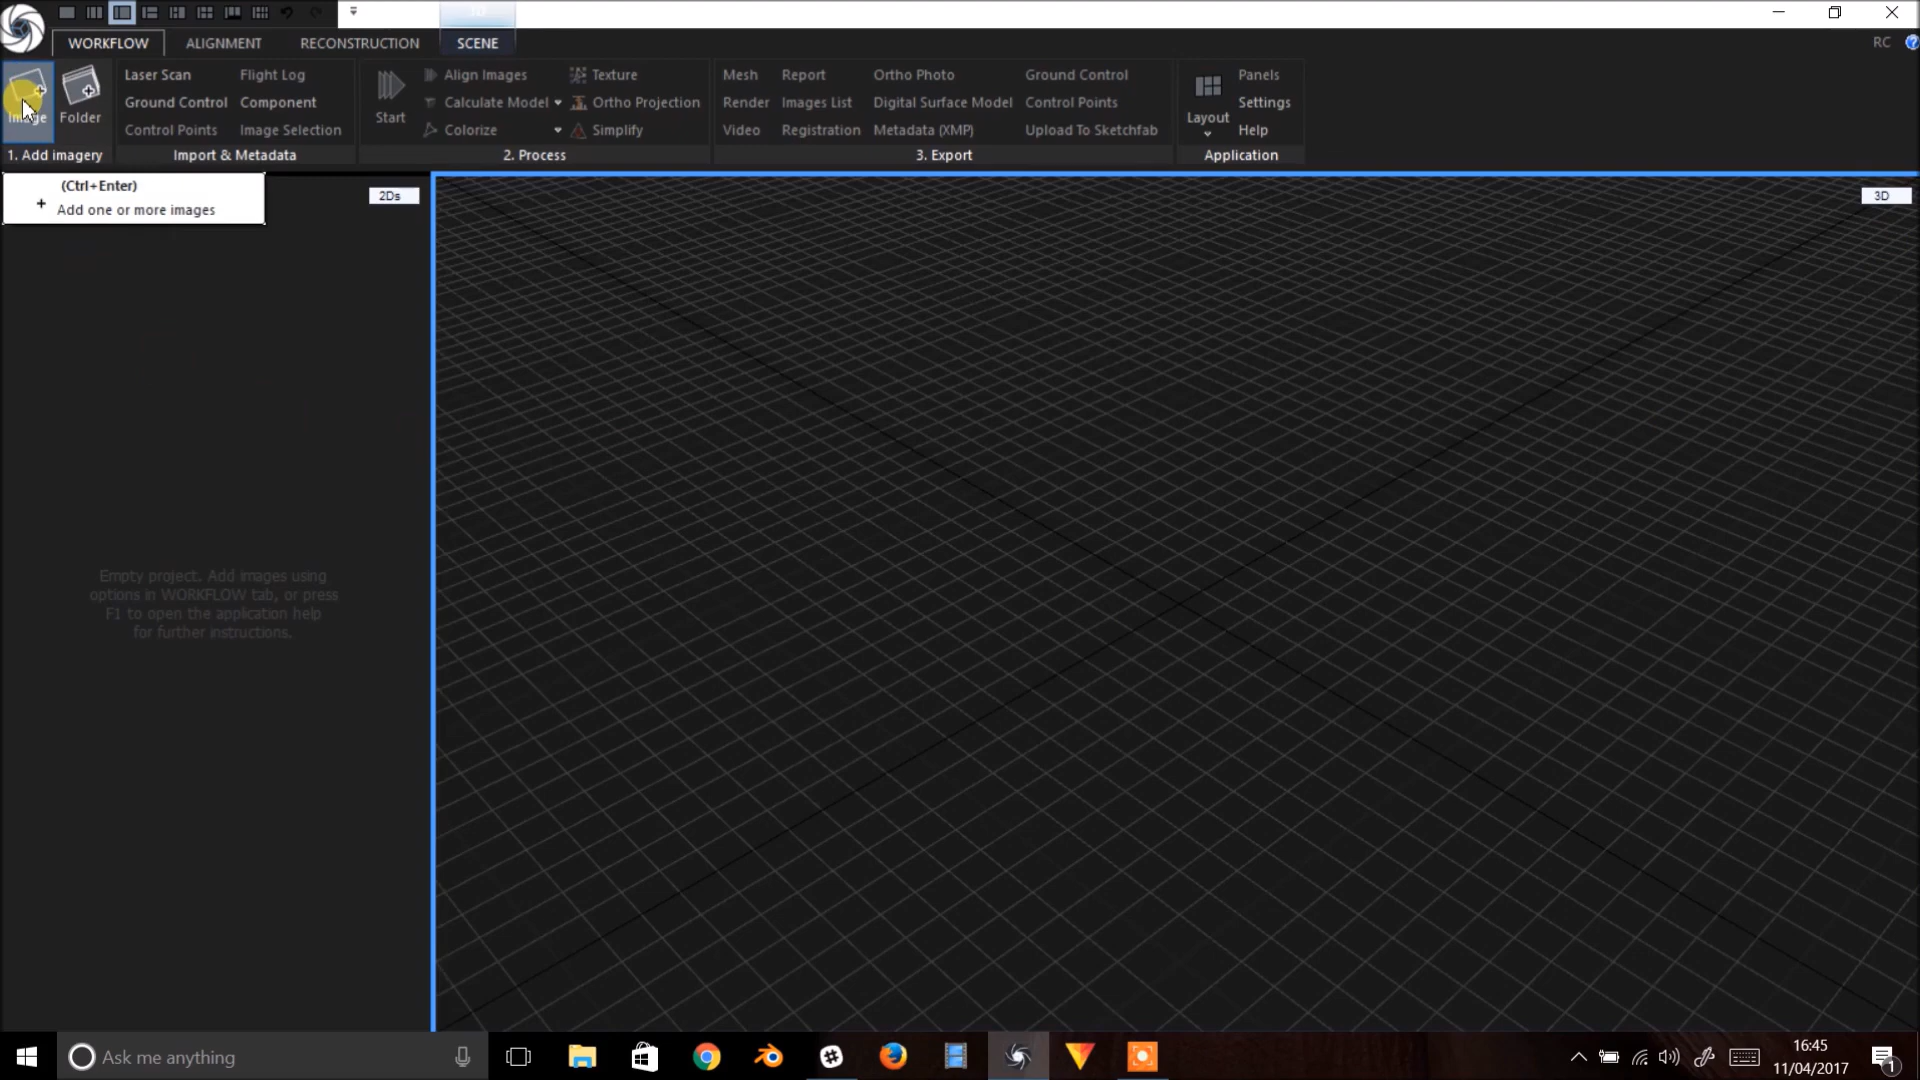 3D
WORKFLOW ALIGNMENT RECONSTRUCTION SCENE RC
Image Folder
1. Add imagery
Laser Scan Flight Log
Ground Control Component
Control Points Image Selection
Import & Metadata
Start
Align Images Texture
Calculate Model Ortho Projection
Colorize Simplify
2. Process
Mesh Report Ortho Photo Ground Control
Render Images List Digital Surface Model Control Points
Video Registration Metadata (XMP) Upload To Sketchfab
3. Export
Layout
Panels
Settings
Help
Application
(Ctrl+Enter)
+ Add one or more images
2Ds
3D
Empty project. Add images using
options in WORKFLOW tab, or press
F1 to open the application help
for further instructions.
Ask me anything
16:45
11/04/2017
1